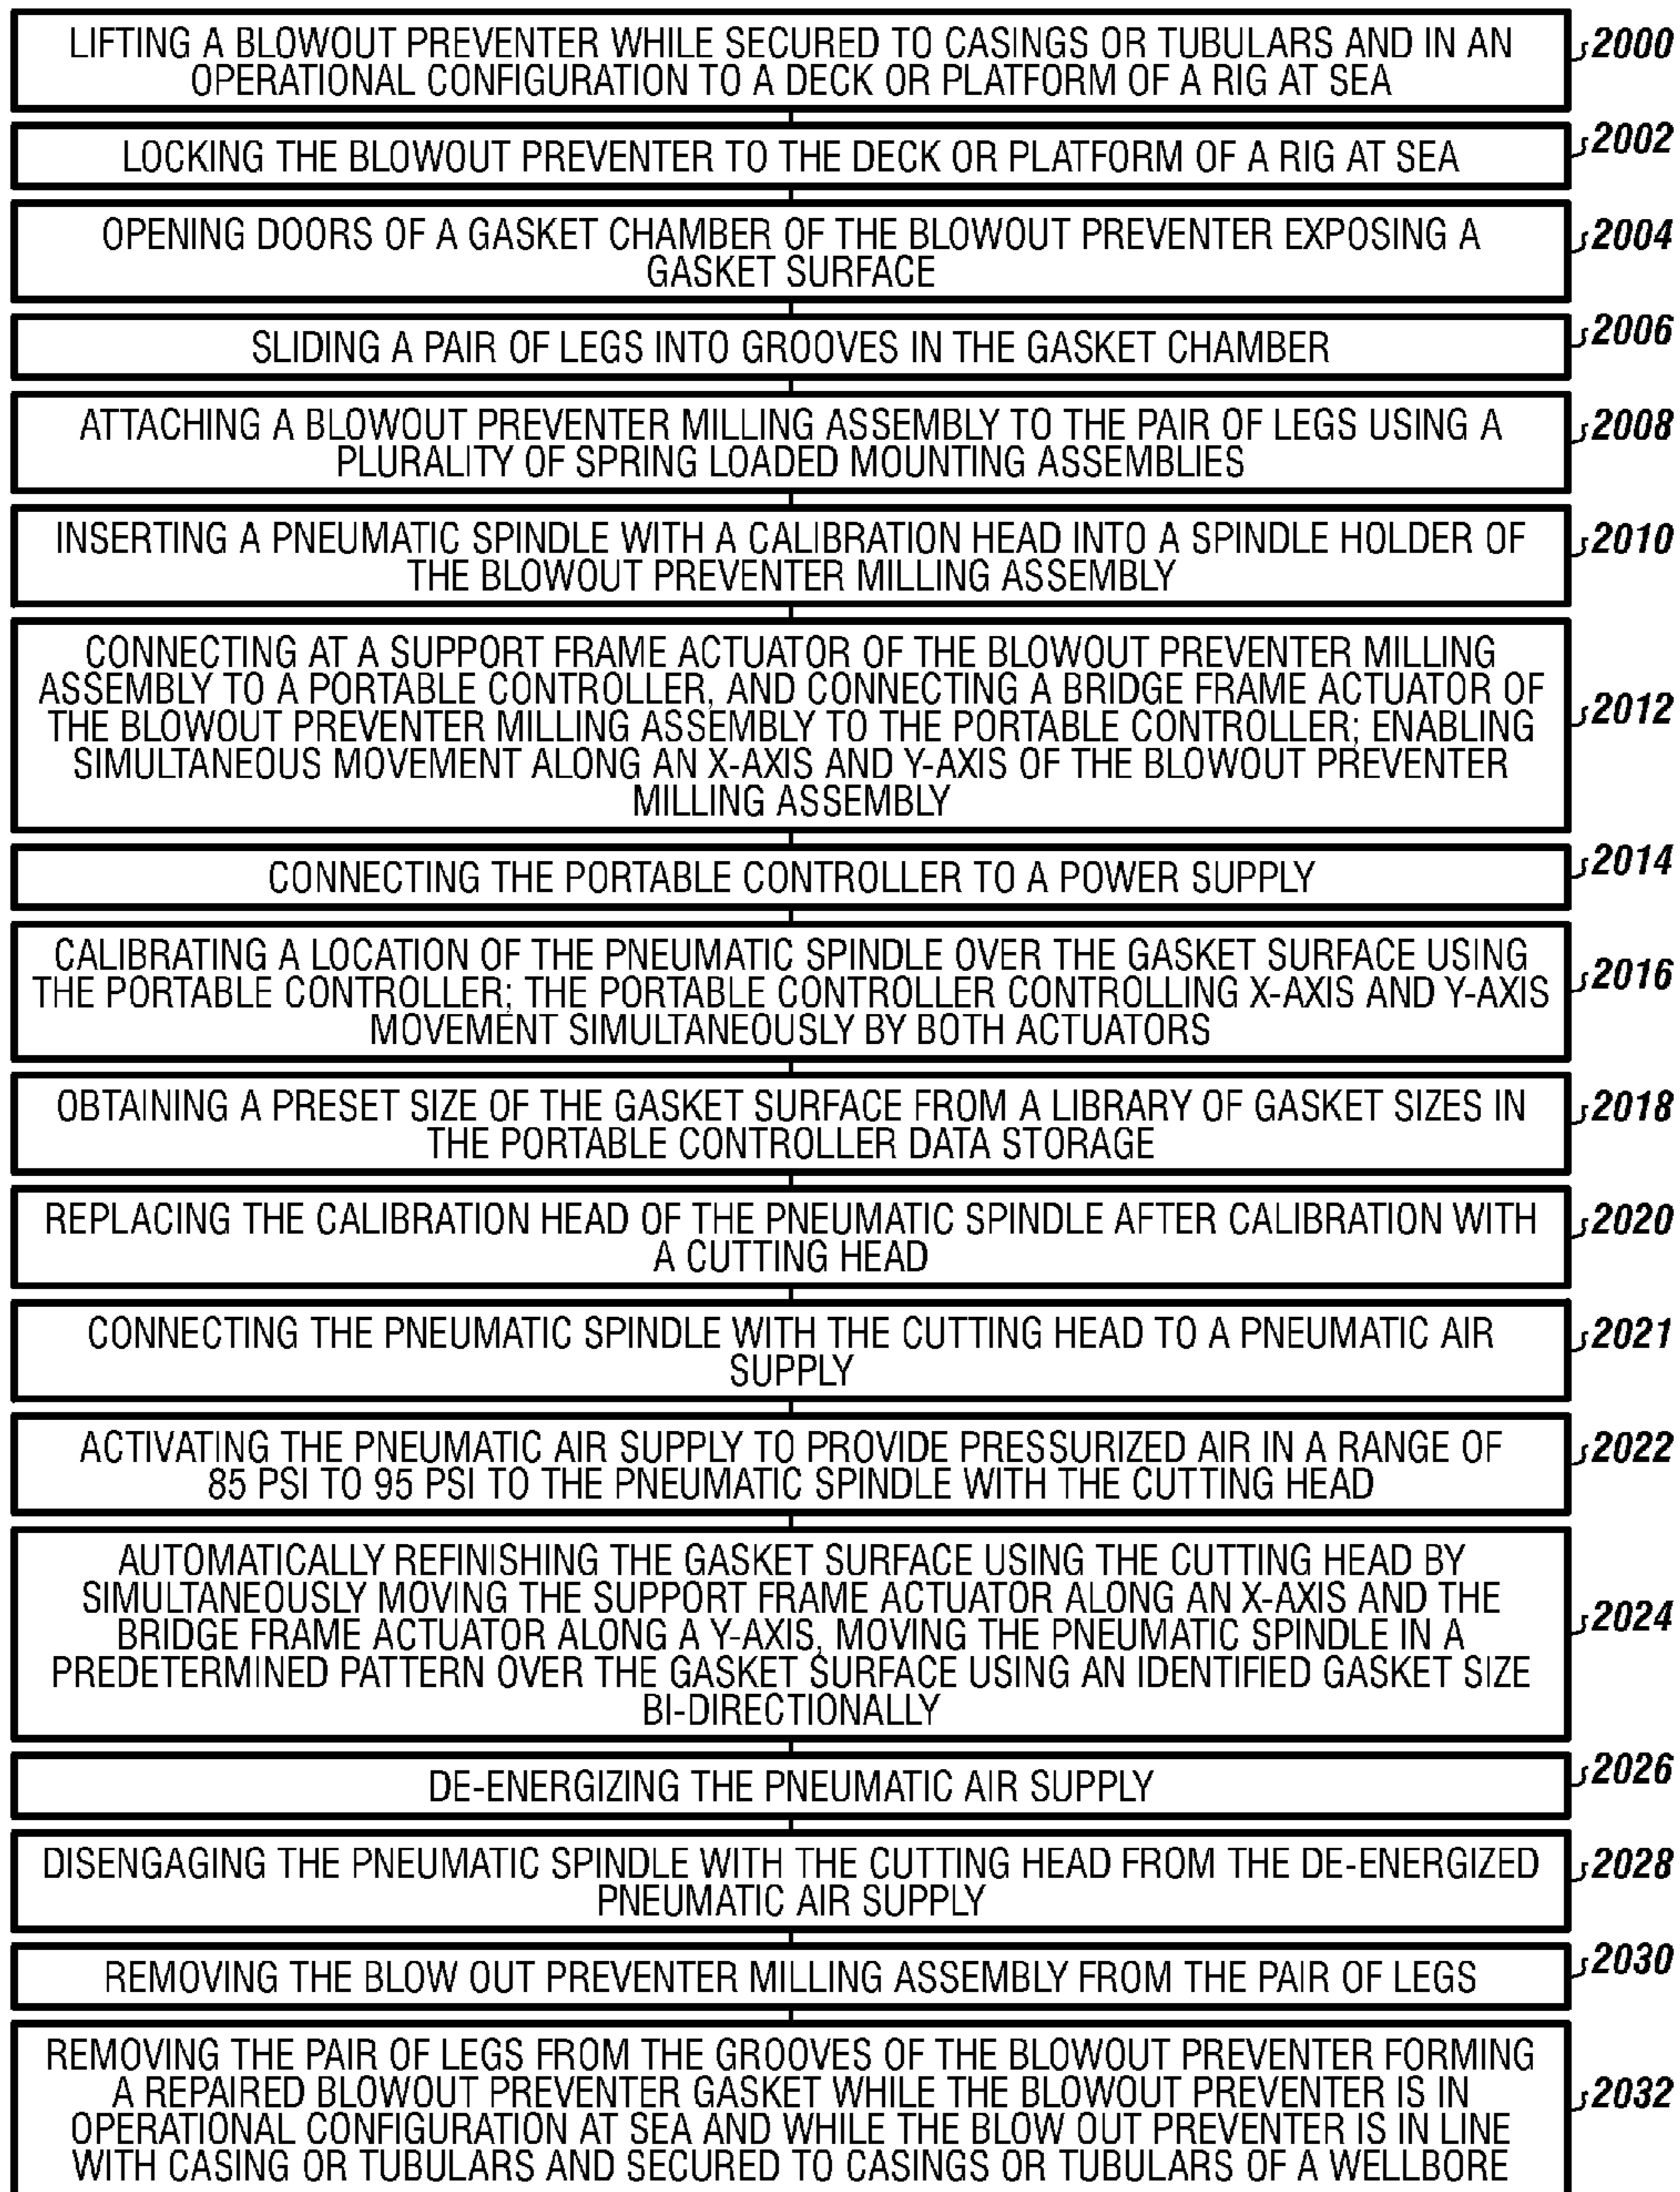 LIFTING A BLOWOUT PREVENTER WHILE SECURED TO CASINGS OR TUBULARS AND IN AN
OPERATIONAL CONFIGURATION TO A DECK OR PLATFORM OF A RIG AT SEA
2000
LOCKING THE BLOWOUT PREVENTER TO THE DECK OR PLATFORM OF A RIG AT SEA
2002
OPENING DOORS OF A GASKET CHAMBER OF THE BLOWOUT PREVENTER EXPOSING A
GASKET SURFACE
2004
SLIDING A PAIR OF LEGS INTO GROOVES IN THE GASKET CHAMBER
2006
ATTACHING A BLOWOUT PREVENTER MILLING ASSEMBLY TO THE PAIR OF LEGS USING A
PLURALITY OF SPRING LOADED MOUNTING ASSEMBLIES
2008
INSERTING A PNEUMATIC SPINDLE WITH A CALIBRATION HEAD INTO A SPINDLE HOLDER OF
THE BLOWOUT PREVENTER MILLING ASSEMBLY
2010
CONNECTING AT A SUPPORT FRAME ACTUATOR OF THE BLOWOUT PREVENTER MILLING
ASSEMBLY TO A PORTABLE CONTROLLER, AND CONNECTING A BRIDGE FRAME ACTUATOR OF
THE BLOWOUT PREVENTER MILLING ASSEMBLY TO THE PORTABLE CONTROLLER; ENABLING
SIMULTANEOUS MOVEMENT ALONG AN X-AXIS AND Y-AXIS OF THE BLOWOUT PREVENTER
MILLING ASSEMBLY
2012
CONNECTING THE PORTABLE CONTROLLER TO A POWER SUPPLY
2014
CALIBRATING A LOCATION OF THE PNEUMATIC SPINDLE OVER THE GASKET SURFACE USING
THE PORTABLE CONTROLLER; THE PORTABLE CONTROLLER CONTROLLING X-AXIS AND Y-AXIS
MOVEMENT SIMULTANEOUSLY BY BOTH ACTUATORS
2016
OBTAINING A PRESET SIZE OF THE GASKET SURFACE FROM A LIBRARY OF GASKET SIZES IN
THE PORTABLE CONTROLLER DATA STORAGE
2018
REPLACING THE CALIBRATION HEAD OF THE PNEUMATIC SPINDLE AFTER CALIBRATION WITH
A CUTTING HEAD
2020
CONNECTING THE PNEUMATIC SPINDLE WITH THE CUTTING HEAD TO A PNEUMATIC AIR
SUPPLY
2021
ACTIVATING THE PNEUMATIC AIR SUPPLY TO PROVIDE PRESSURIZED AIR IN A RANGE OF
85 PSI TO 95 PSI TO THE PNEUMATIC SPINDLE WITH THE CUTTING HEAD
2022
AUTOMATICALLY REFINISHING THE GASKET SURFACE USING THE CUTTING HEAD BY
SIMULTANEOUSLY MOVING THE SUPPORT FRAME ACTUATOR ALONG AN X-AXIS AND THE
BRIDGE FRAME ACTUATOR ALONG A Y-AXIS, MOVING THE PNEUMATIC SPINDLE IN A
PREDETERMINED PATTERN OVER THE GASKET SURFACE USING AN IDENTIFIED GASKET SIZE
BI-DIRECTIONALLY
2024
DE-ENERGIZING THE PNEUMATIC AIR SUPPLY
2026
DISENGAGING THE PNEUMATIC SPINDLE WITH THE CUTTING HEAD FROM THE DE-ENERGIZED
PNEUMATIC AIR SUPPLY
2028
REMOVING THE BLOW OUT PREVENTER MILLING ASSEMBLY FROM THE PAIR OF LEGS
2030
REMOVING THE PAIR OF LEGS FROM THE GROOVES OF THE BLOWOUT PREVENTER FORMING
A REPAIRED BLOWOUT PREVENTER GASKET WHILE THE BLOWOUT PREVENTER IS IN
OPERATIONAL CONFIGURATION AT SEA AND WHILE THE BLOW OUT PREVENTER IS IN LINE
WITH CASING OR TUBULARS AND SECURED TO CASINGS OR TUBULARS OF A WELLBORE
2032